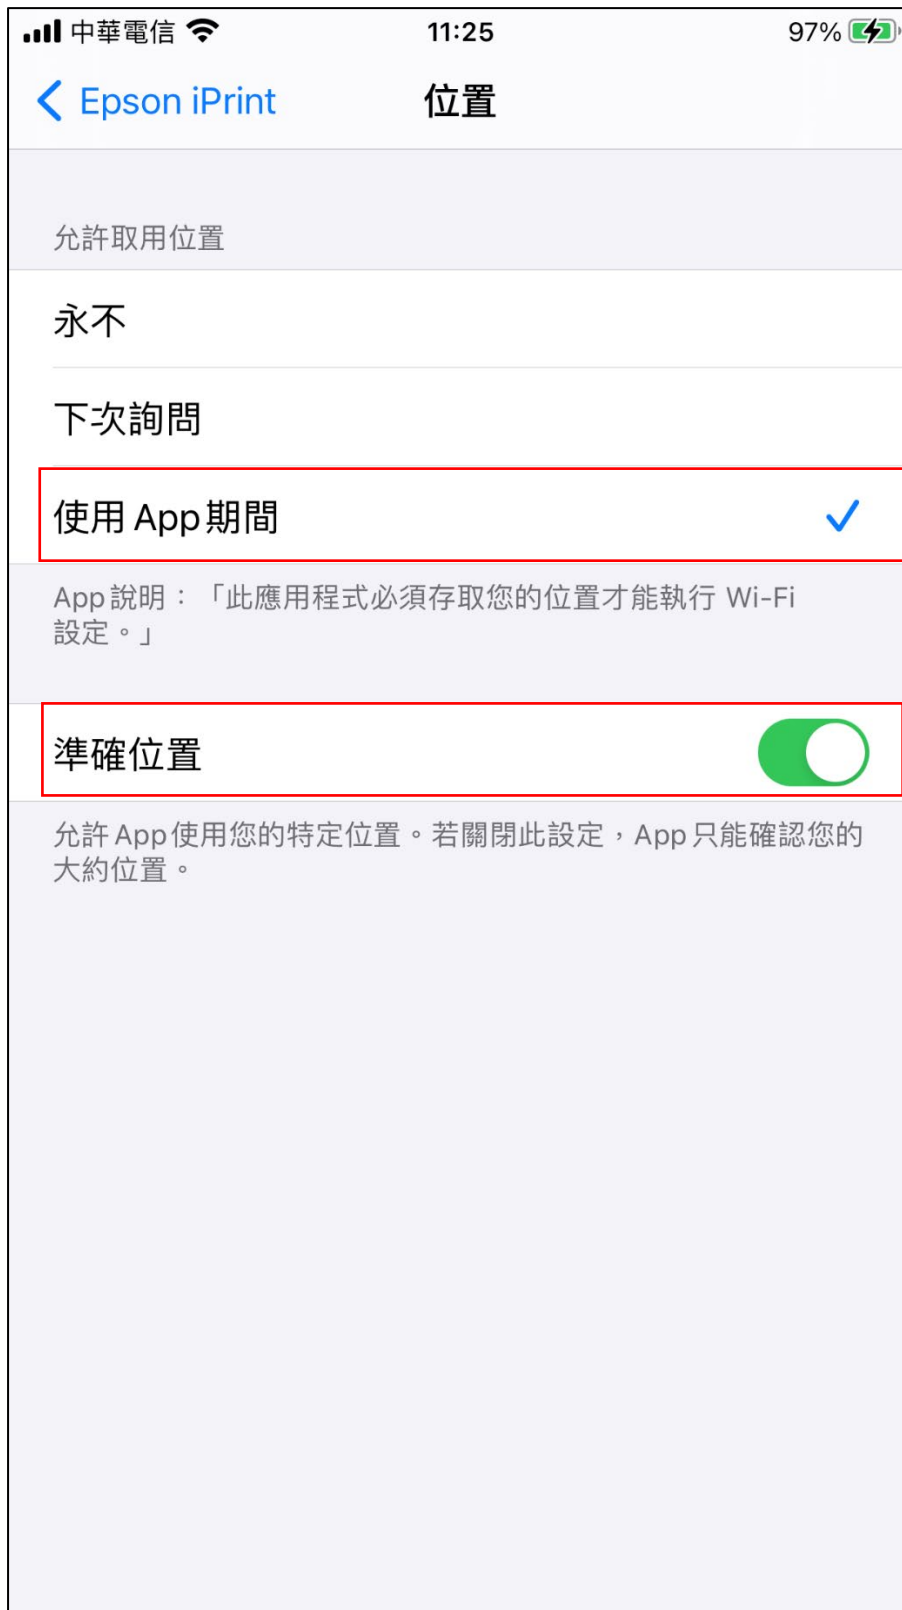 中華電信 11:25 97%
Epson iPrint 位置
允許取用位置
永不
下次詢問
使用 App 期間
App 說明：「此應用程式必須存取您的位置才能執行 Wi-Fi
設定。」
準確位置
允許 App 使用您的特定位置。若關閉此設定，App 只能確認您的
大約位置。